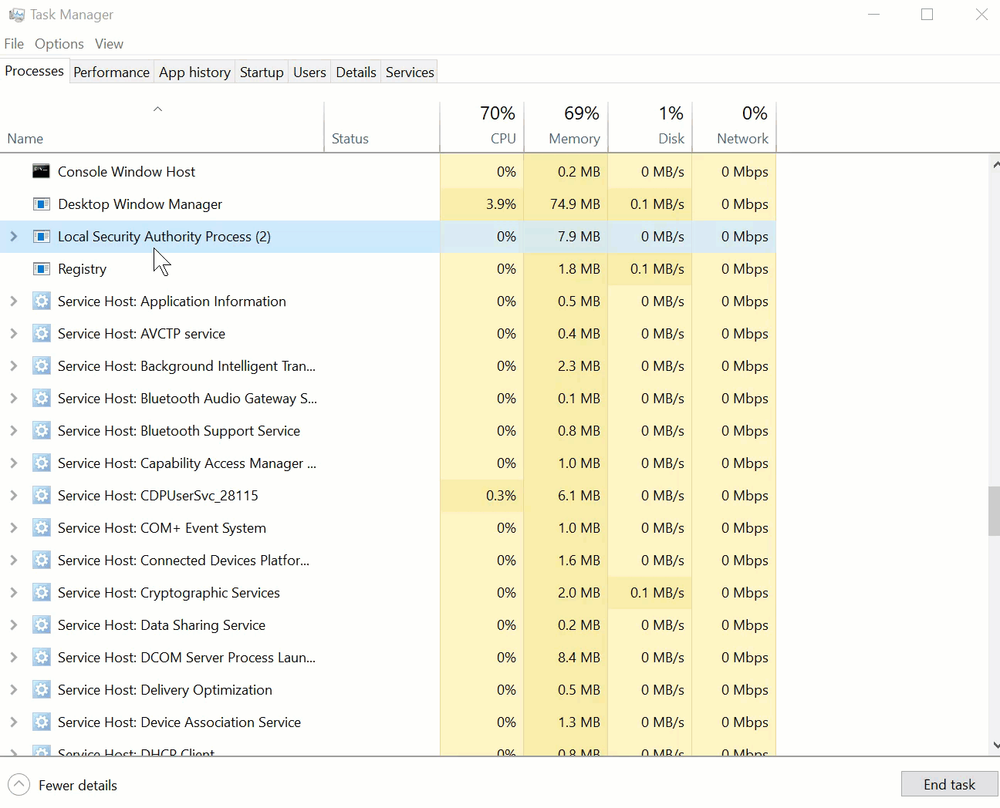 Task Manager
File Options View
Processes Performance App history Startup Users Details Services
70% 69% 1% 0%
Name Status CPU Memory Disk Network
Console Window Host 0% 0.2 MB 0 MB/s 0 Mbps
Desktop Window Manager 3.9% 74.9 MB 0.1 MB/s 0 Mbps
Local Security Authority Process (2) 0% 7.9 MB 0 MB/s 0 Mbps
Registry 0% 1.8 MB 0.1 MB/s 0 Mbps
Service Host: Application Information 0% 0.5 MB 0 MB/s 0 Mbps
Service Host: AVCTP service 0% 0.4 MB 0 MB/s 0 Mbps
Service Host: Background Intelligent Tran... 0% 2.3 MB 0 MB/s 0 Mbps
Service Host: Bluetooth Audio Gateway S... 0% 0.1 MB 0 MB/s 0 Mbps
Service Host: Bluetooth Support Service 0% 0.8 MB 0 MB/s 0 Mbps
Service Host: Capability Access Manager ... 0% 1.0 MB 0 MB/s 0 Mbps
Service Host: CDPUserSvc_28115 0.3% 6.1 MB 0 MB/s 0 Mbps
Service Host: COM+ Event System 0% 1.0 MB 0 MB/s 0 Mbps
Service Host: Connected Devices Platfor... 0% 1.6 MB 0 MB/s 0 Mbps
Service Host: Cryptographic Services 0% 2.0 MB 0.1 MB/s 0 Mbps
Service Host: Data Sharing Service 0% 0.2 MB 0 MB/s 0 Mbps
Service Host: DCOM Server Process Laun... 0% 8.4 MB 0 MB/s 0 Mbps
Service Host: Delivery Optimization 0% 0.5 MB 0 MB/s 0 Mbps
Service Host: Device Association Service 0% 1.3 MB 0 MB/s 0 Mbps
Service Host: DHCP Client 0% 0.8 MB 0 MB/s 0 Mbps
Fewer details End task